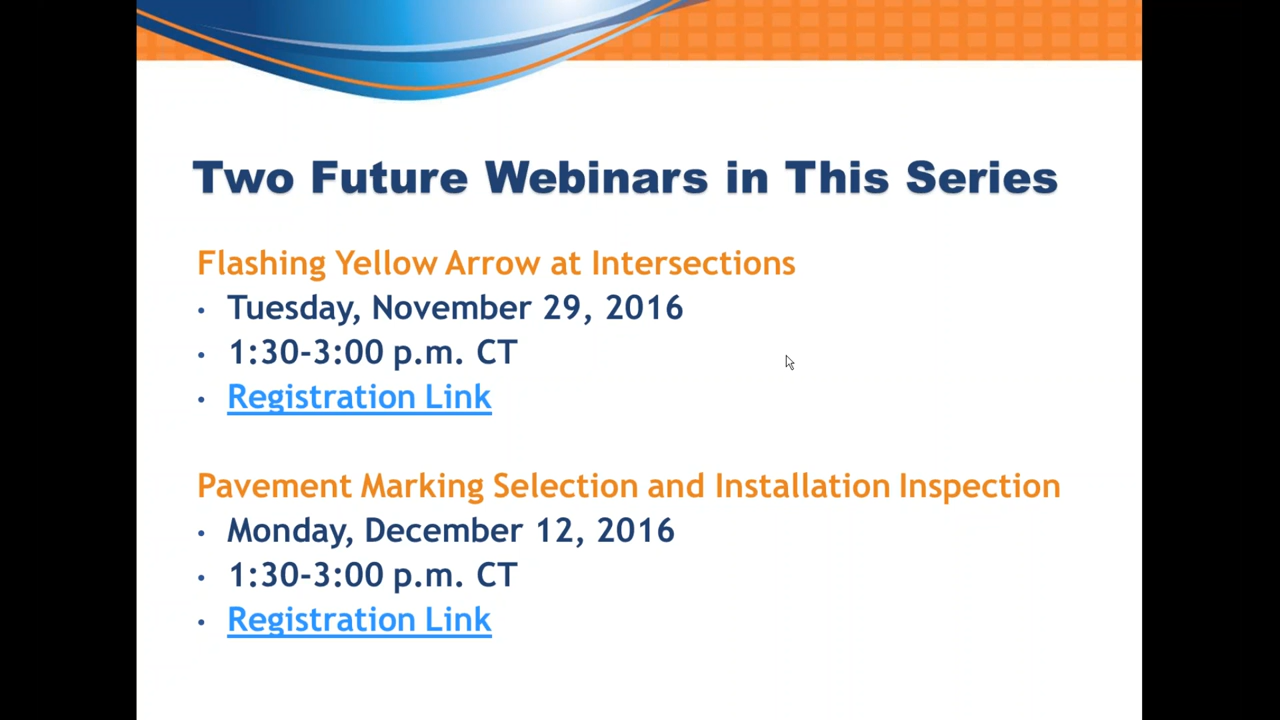 Two Future Webinars in This Series
Flashing Yellow Arrow at Intersections
• Tuesday, November 29, 2016
• 1:30-3:00 p.m. CT
• Registration Link
Pavement Marking Selection and Installation Inspection
• Monday, December 12, 2016
• 1:30-3:00 p.m. CT
• Registration Link